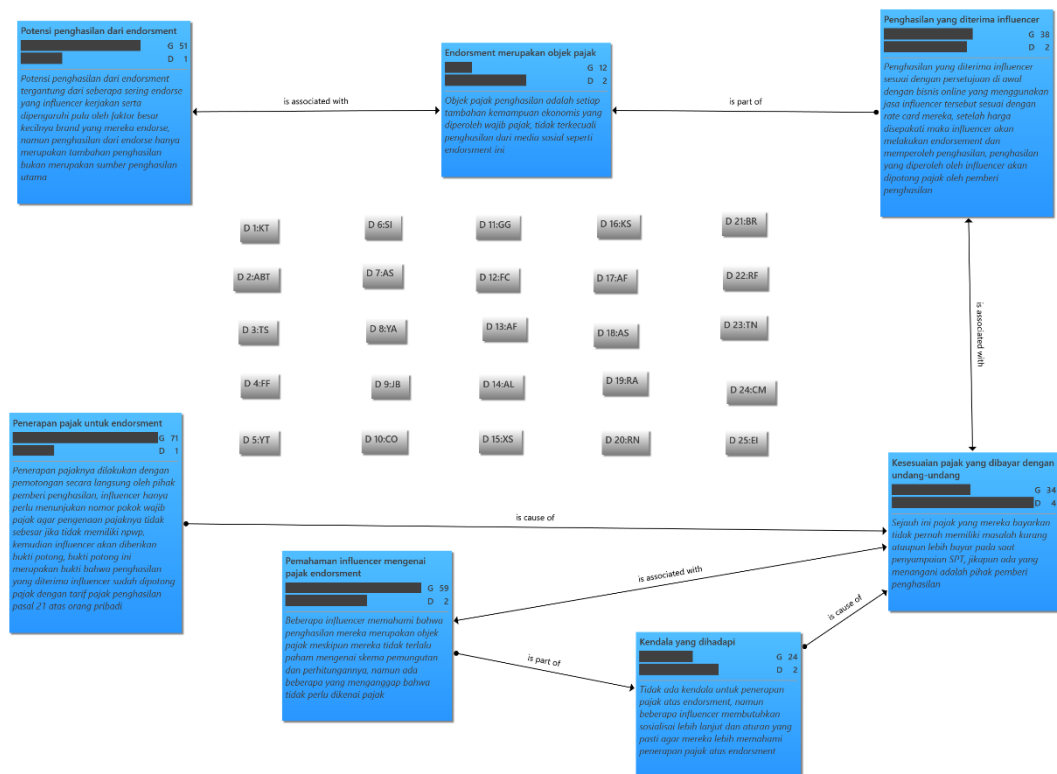 Potensi penghasilan dari endorsment
G 51
D 1
Potensi penghasilan dari endorsment
tergantung dari seberapa sering endorse
yang influencer kerjakan serta
dipenguruhi pulu oleh faktor besar
kecilnya brand yang mereka endorse,
namun penghasilan dari endorse hanya
merupakan tambahan penghasilan
bukan merupakan sumber penghasilan
utama
is associated with
Endorsment merupakan objek pajak
G 12
D 2
Objek pajak penghasilan adalah setiap
tambahan kemampuan ekonomis yang
diperoleh wajib pajak, tidak terkecuali
penghasilan dari media sosial seperti
endorsment ini
is part of
Penghasilan yang diterima influencer
G 38
D 2
Penghasilan yang diterima influencer
sesuai dengan persetujuan di awal
dengan bisnis online yang menggunakan
jasa influencer tersebut sesuai dengan
rate card mereka, setelah harga
disepakati maka influencer akan
melakukan endorsement dan
memperoleh penghasilan, penghasilan
yang diperoleh oleh influencer akan
dipotong pajak oleh pemberi
penghasilan
D 1:KT
D 6:SI
D 11:GG
D 16:KS
D 21:BR
D 2:ABT
D 7:AS
D 12:FC
D 17:AF
D 22:RF
D 3:TS
D 8:YA
D 13:AF
D 18:AS
D 23:TN
D 4:FF
D 9:JB
D 14:AL
D 19:RA
D 24:CM
D 5:YT
D 10:CO
D 15:XS
D 20:RN
D 25:EI
is associated with
Penerapan pajak untuk endorsment
G 71
D 1
Penerapan pajaknya dilakukan dengan
pemotongan secara langsung oleh pihak
pemberi penghasilan, influencer hanya
perlu menunjukan nomor pokok wajib
pajak agar pengenaan pajaknya tidak
sebesar jika tidak memiliki npwp,
kemudian influencer akan diberikan
bukti potong, bukti potong ini
merupakan bukti bahwa penghasilan
yang diterima influencer sudah dipotong
pajak dengan tarif pajak penghasilan
pasal 21 atas orang pribadi
is cause of
Kesesuaian pajak yang dibayar dengan
undang-undang
G 34
D 4
Sejauh ini pajak yang mereka bayarkan
tidak pernah memiliki masalah kurang
ataupun lebih bayar pada saat
penyampaian SPT, jikapun ada yang
menangani adalah pihak pemberi
penghasilan
Pemahaman influencer mengenai
pajak endorsment
G 59
D 2
Beberapa influencer memahami bahwa
penghasilan mereka merupakan objek
pajak meskipun mereka tidak terlalu
paham mengenai skema pemungutan
dan perhitungannya, namun ada
beberapa yang menganggap bahwa
tidak perlu dikenai pajak
is associated with
is part of
is cause of
Kendala yang dihadapi
G 24
D 2
Tidak ada kendala untuk penerapan
pajak atas endorsment, namun
beberapa influencer membutuhkan
sosialisai lebih lanjut dan aturan yang
pasti agar mereka lebih memahami
penerapan pajak atas endorsment